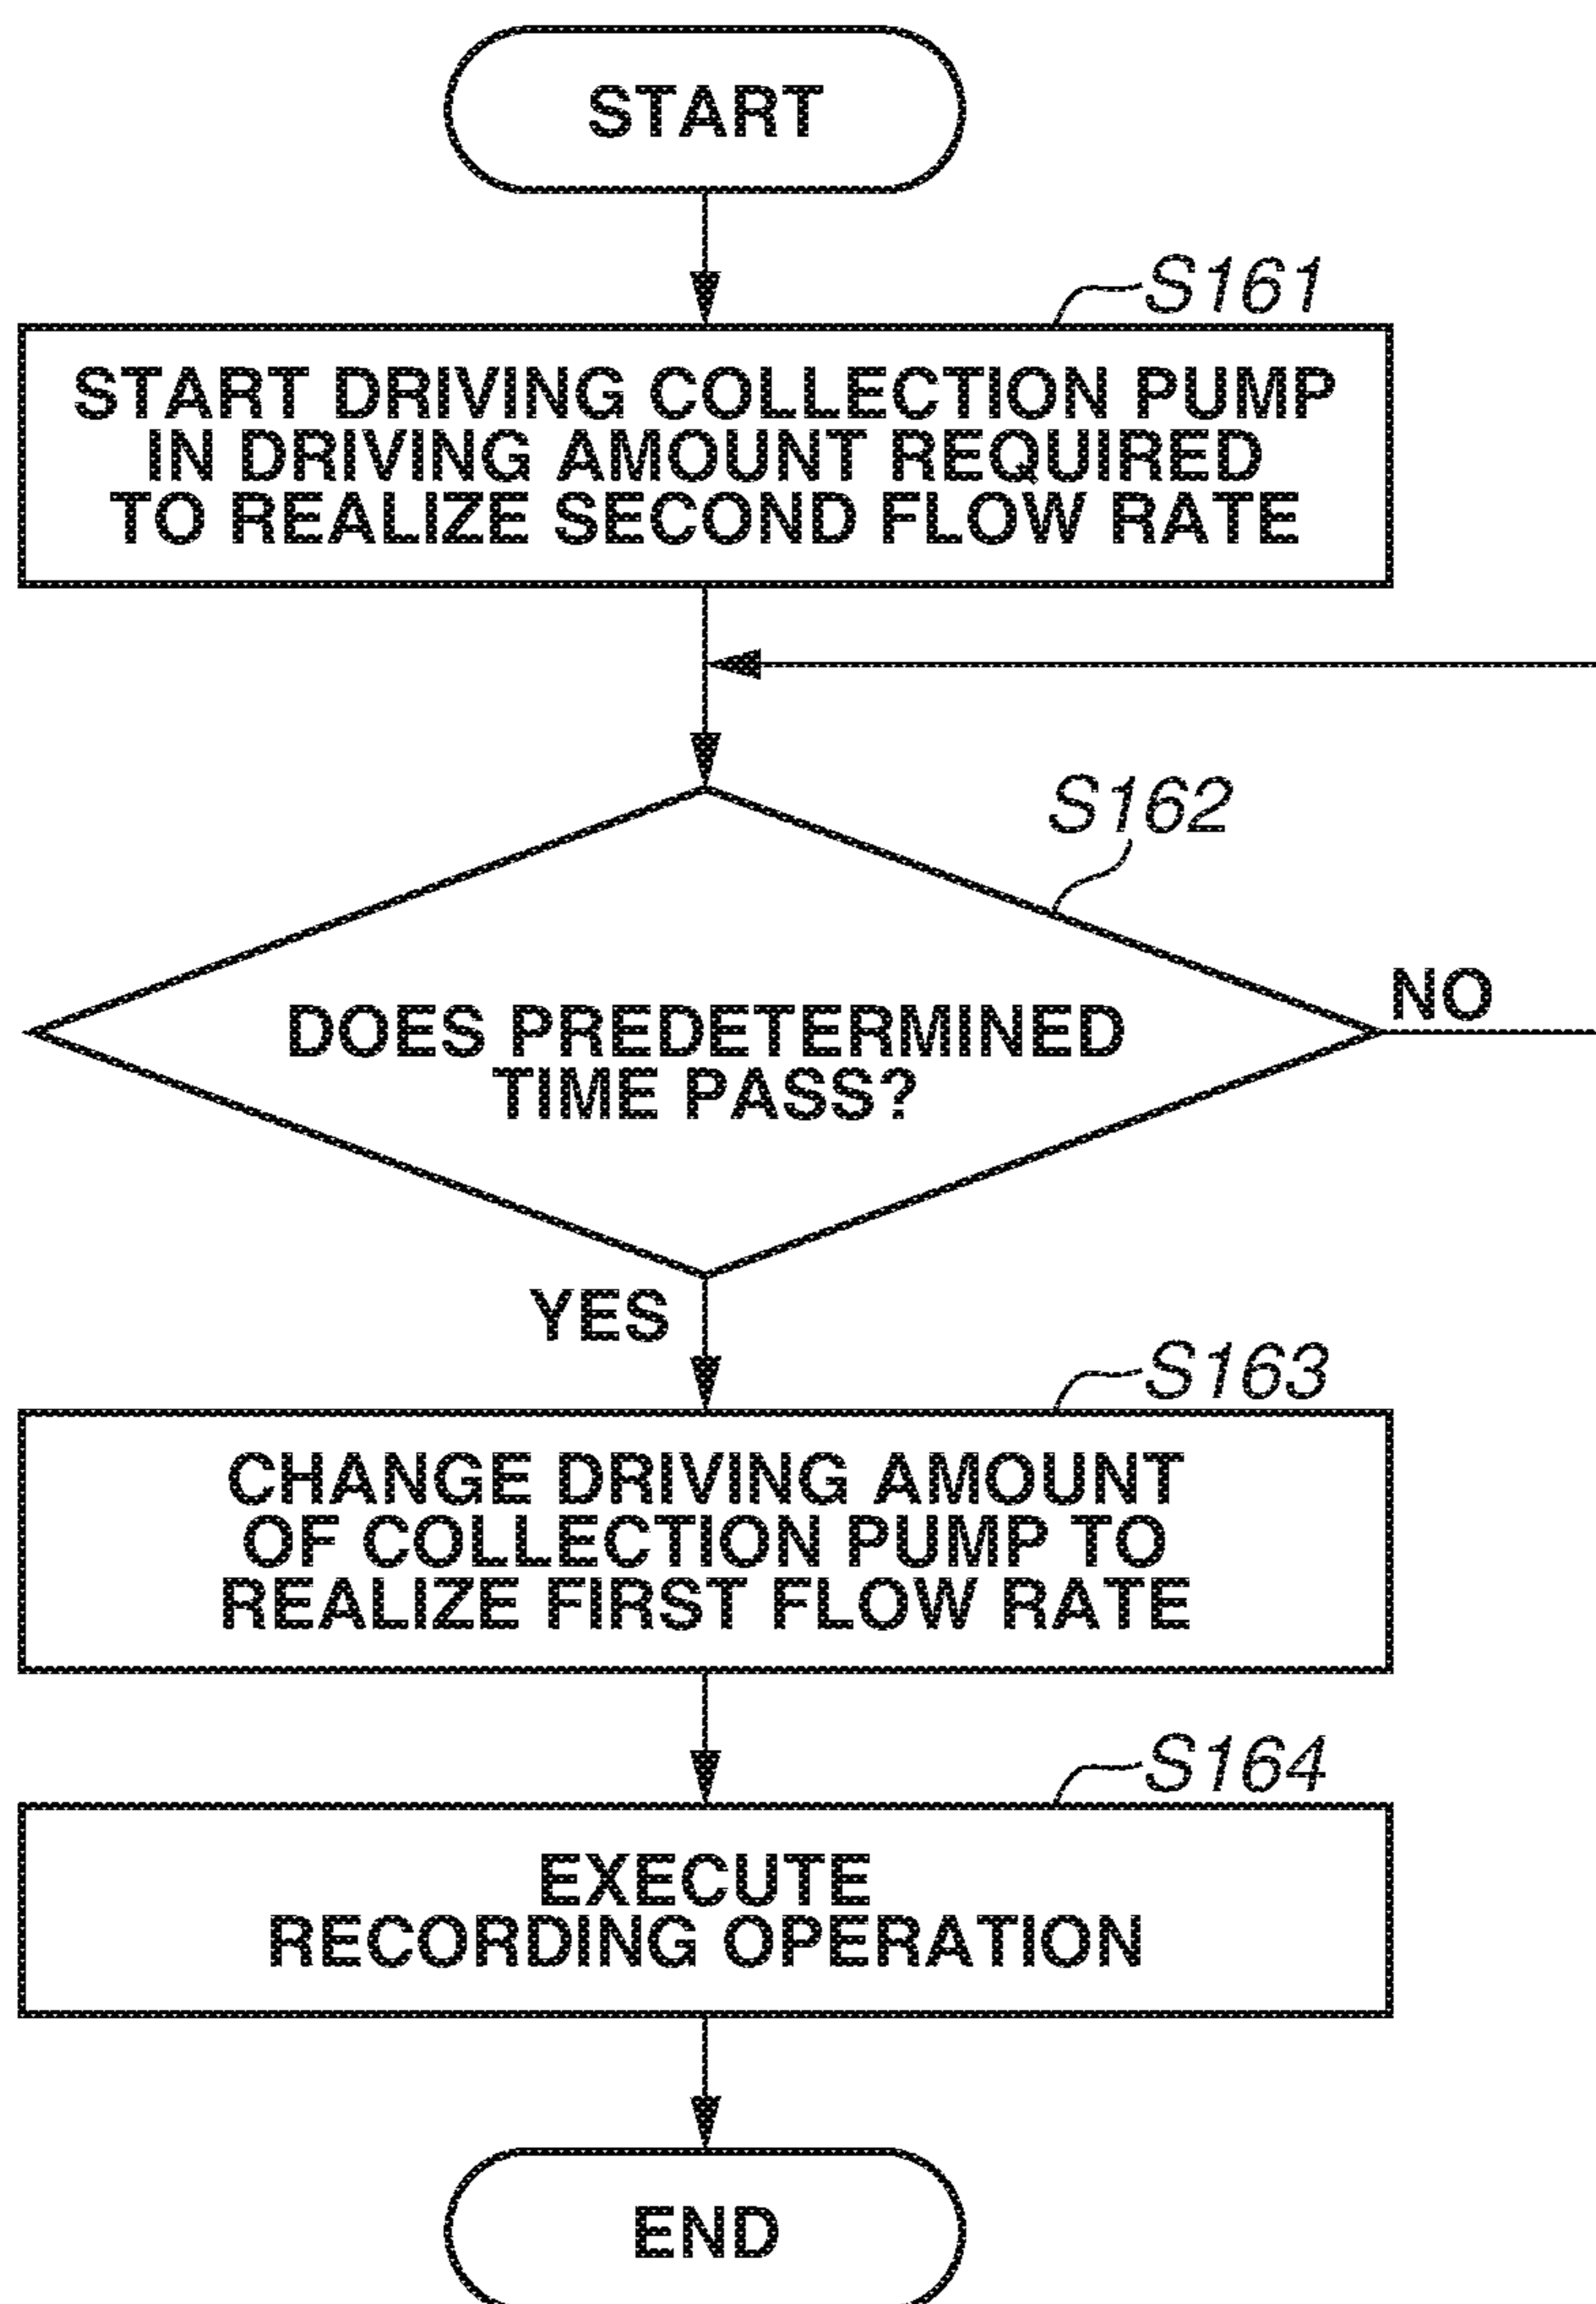 START
S161
START DRIVING COLLECTION PUMP
IN DRIVING AMOUNT REQUIRED
TO REALIZE SECOND FLOW RATE
S162
DOES PREDETERMINED
TIME PASS?
NO
YES
S163
CHANGE DRIVING AMOUNT
OF COLLECTION PUMP TO
REALIZE FIRST FLOW RATE
S164
EXECUTE
RECORDING OPERATION
END